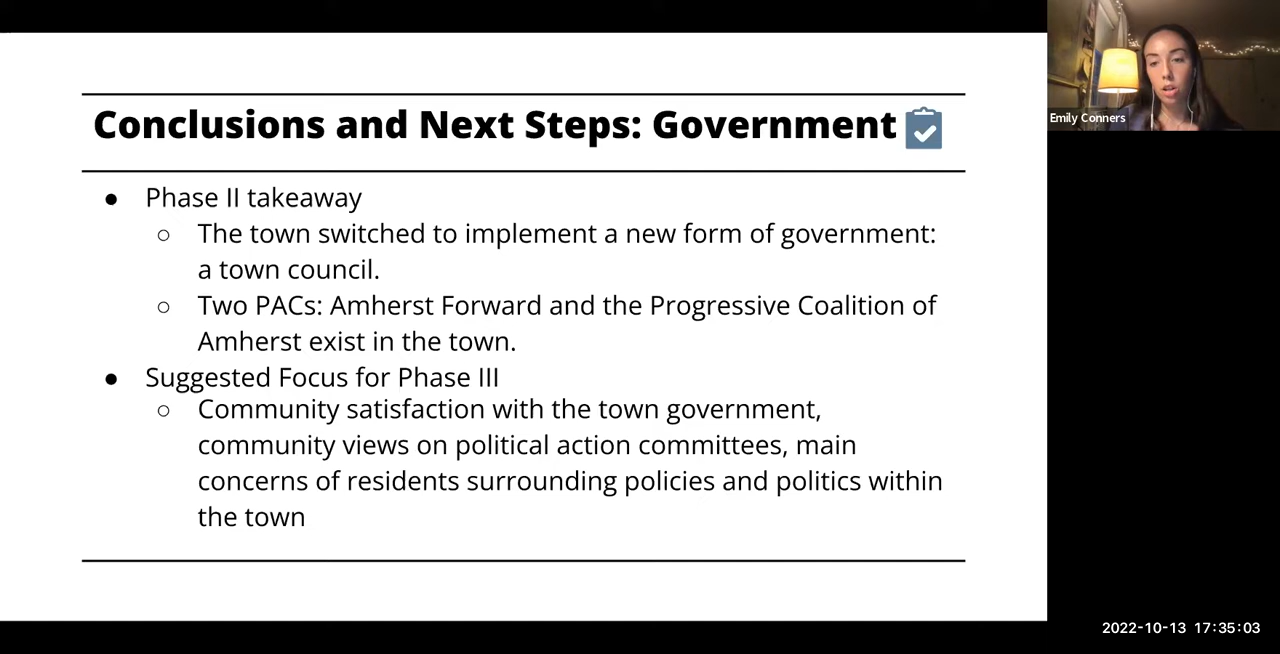 Conclusions and Next Steps: Government
● Phase II takeaway
○ The town switched to implement a new form of government:
a town council.
○ Two PACs: Amherst Forward and the Progressive Coalition of
Amherst exist in the town.
● Suggested Focus for Phase III
○ Community satisfaction with the town government,
community views on political action committees, main
concerns of residents surrounding policies and politics within
the town
Emily Conners
2022-10-13 17:35:03